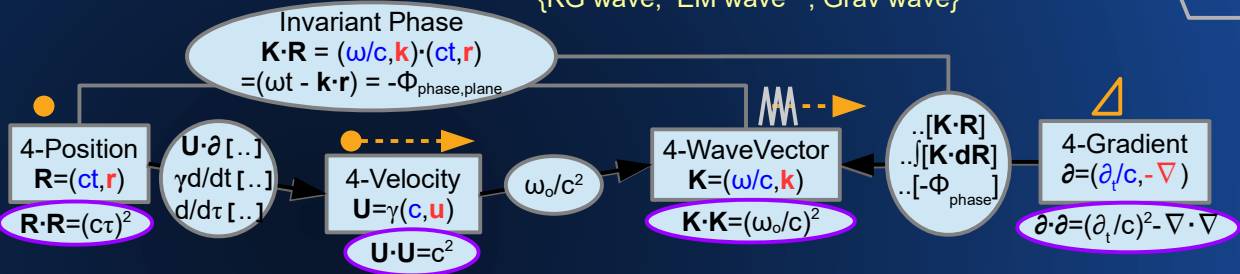 {RG wave, EM wave , Grav wave}
Invariant Phase
K·R = (ω/c,k)·(ct,r)
=(ωt - k·r) = -Φphase,plane
4-Position
R=(ct,r)
R·R=(cτ)²
U·∂[..]
γd/dt [..]
d/dτ [..]
4-Velocity
U=γ(c,u)
U·U=c²
ωₒ/c²
4-WaveVector
K=(ω/c,k)
K·K=(ωₒ/c)²
..[K·R]
..∫[K·dR]
..[-Φphase]
4-Gradient
∂=(∂t/c,-∇)
∂·∂=(∂t/c)²-∇·∇